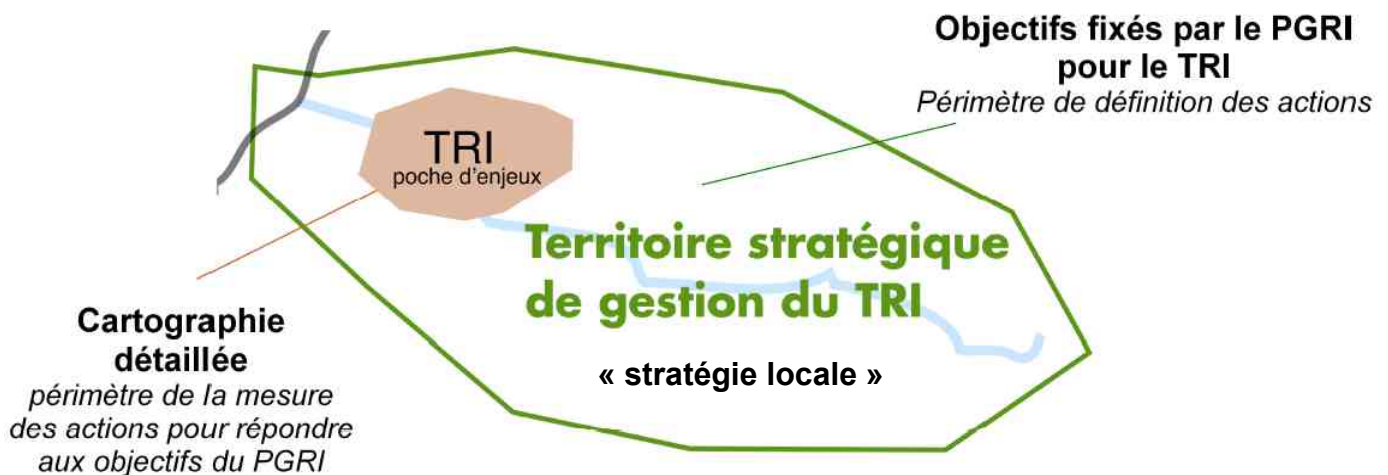 Objectifs fixés par le PGRI
pour le TRI
Périmètre de définition des actions
TRI
poche d'enjeux
Territoire stratégique
de gestion du TRI
« stratégie locale »
Cartographie
détaillée
périmètre de la mesure
des actions pour répondre
aux objectifs du PGRI